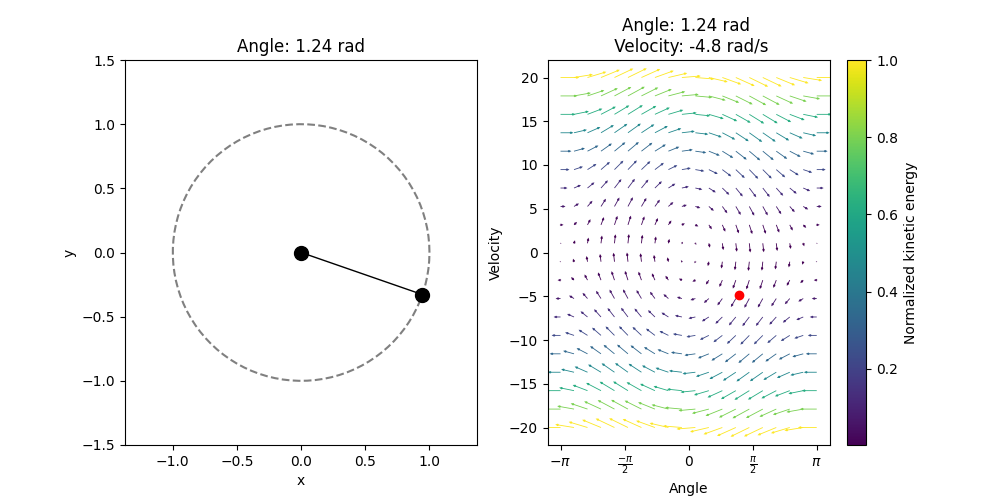 Angle: 1.24 rad
1.5
1.0
0.5
0.0
−0.5
−1.0
−1.5
y
−1.0
−0.5
0.0
0.5
1.0
x
Angle: 1.24 rad
Velocity: -4.8 rad/s
20
15
10
5
0
−5
−10
−15
−20
Velocity
−π
−π/2
0
π/2
π
Angle
1.0
0.8
0.6
0.4
0.2
Normalized kinetic energy